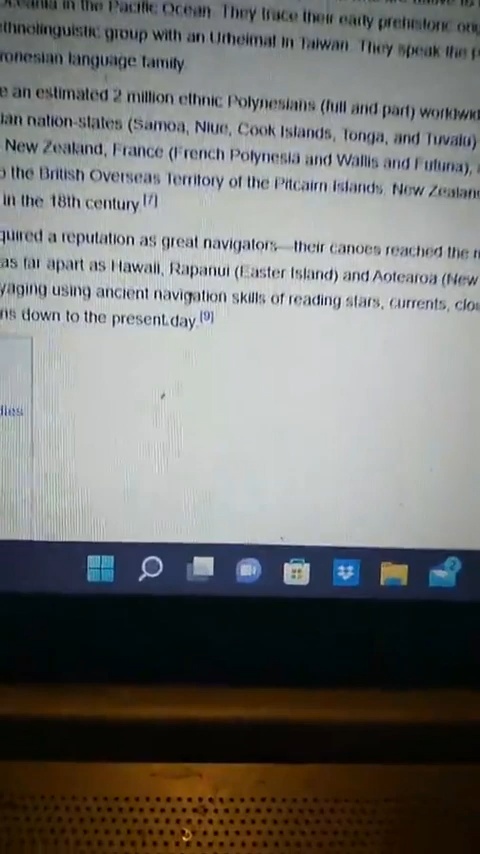 in the Pacific Ocean. They trace their early prehistoric
ethnolinguistic group with an Urheimat in Taiwan. They speak the
ronesian language family
e an estimated 2 million ethnic Polynesians (full and part) worldwid
ian nation-states (Samoa, Niue, Cook Islands, Tonga, and Tuvalu)
New Zealand, France (French Polynesia and Wallis and Futuna),
o the British Overseas Territory of the Pitcairn Islands. New Zealan
in the 18th century.[7]
quired a reputation as great navigators—their canoes reached the
as far apart as Hawaii, Rapanui (Easter Island) and Aotearoa (New
yaging using ancient navigation skills of reading stars, currents, clo
ns down to the present day.[9]
dies
2